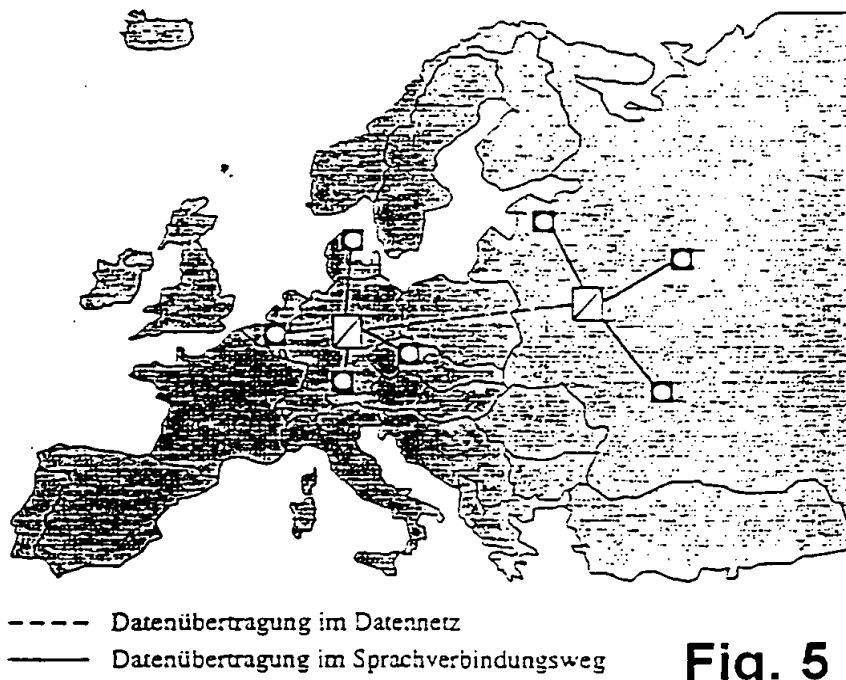 Datenübertragung im Datennetz
Datenübertragung im Sprachverbindungsweg
Fig. 5